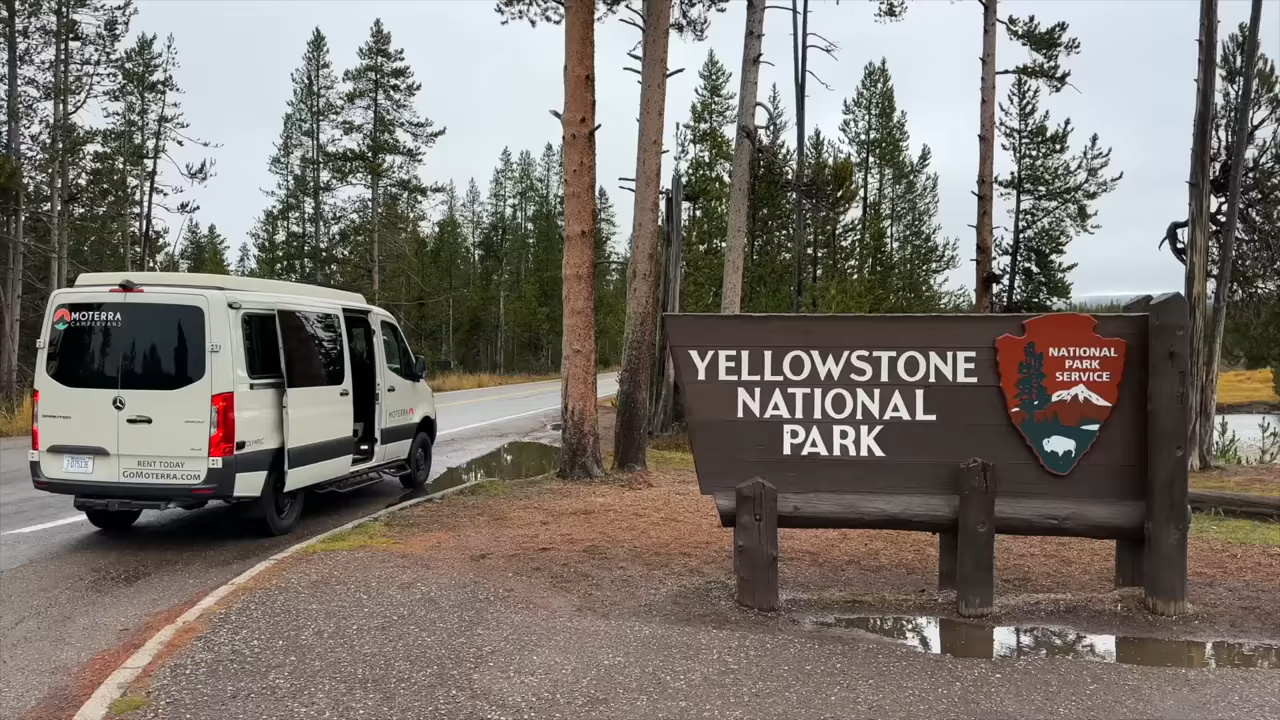 MOTERRA
CAMPERVANS
RENT TODAY
GOMOTERRA.COM
MOTERRA
YELLOWSTONE
NATIONAL
PARK
NATIONAL
PARK
SERVICE